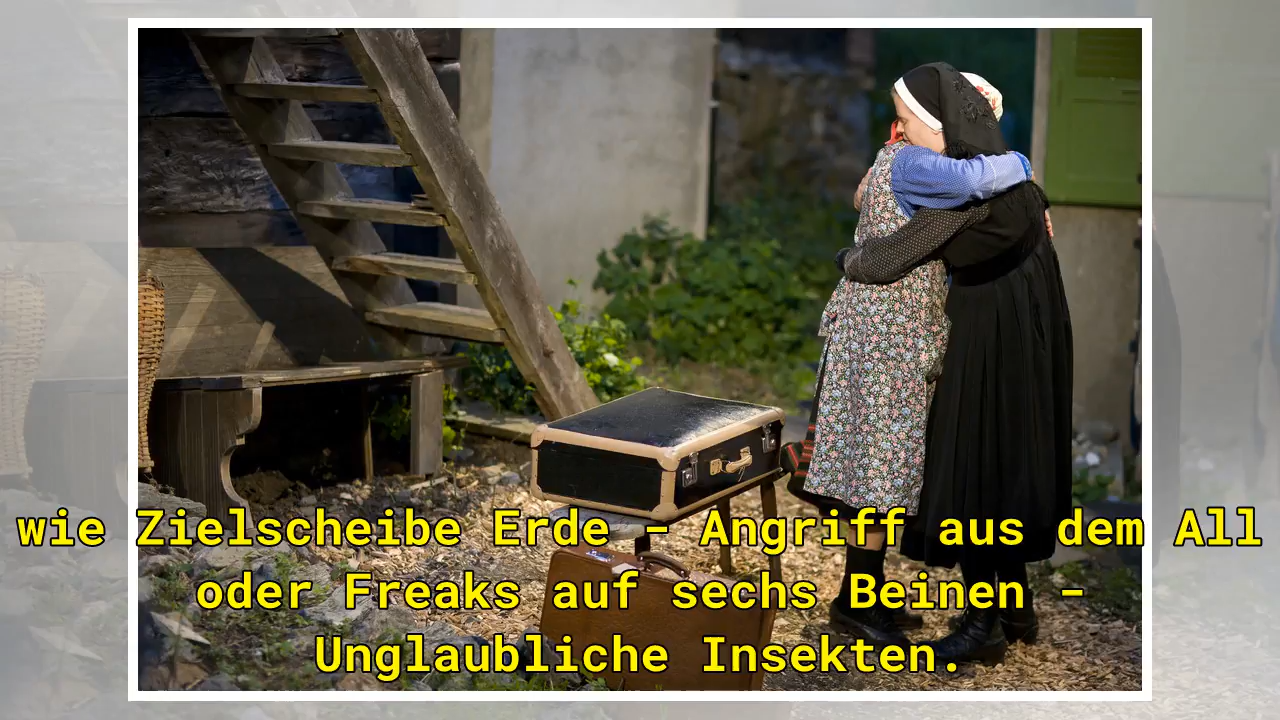 wie Zielscheibe Erde – Angriff aus dem All
oder Freaks auf sechs Beinen –
Unglaubliche Insekten.